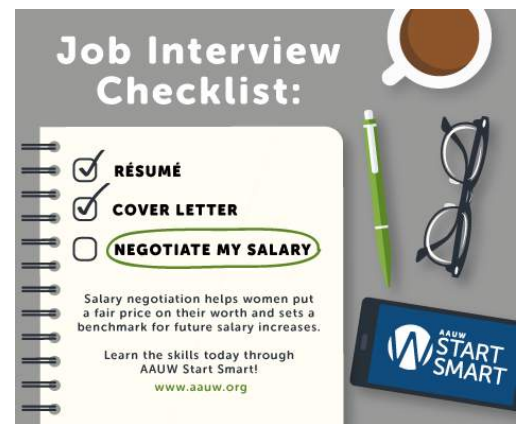 Job Interview
Checklist:
RÉSUMÉ
COVER LETTER
NEGOTIATE MY SALARY
Salary negotiation helps women put
a fair price on their worth and sets a
benchmark for future salary increases.
Learn the skills today through
AAUW Start Smart!
www.aauw.org
AAUW
START
SMART